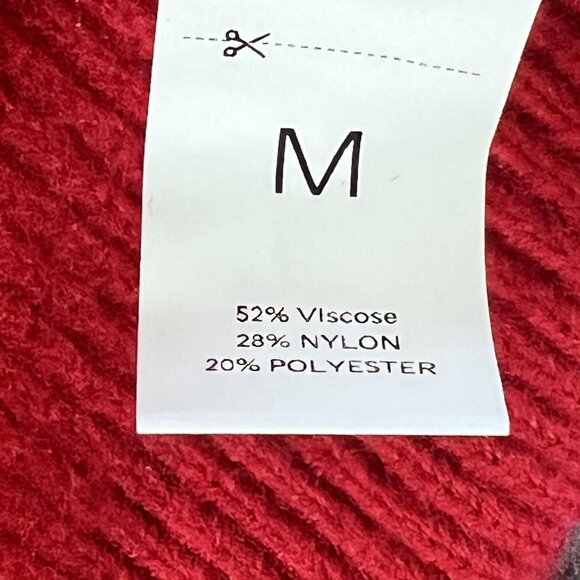 M
52% VIscose
28% NYLON
20% POLYESTER